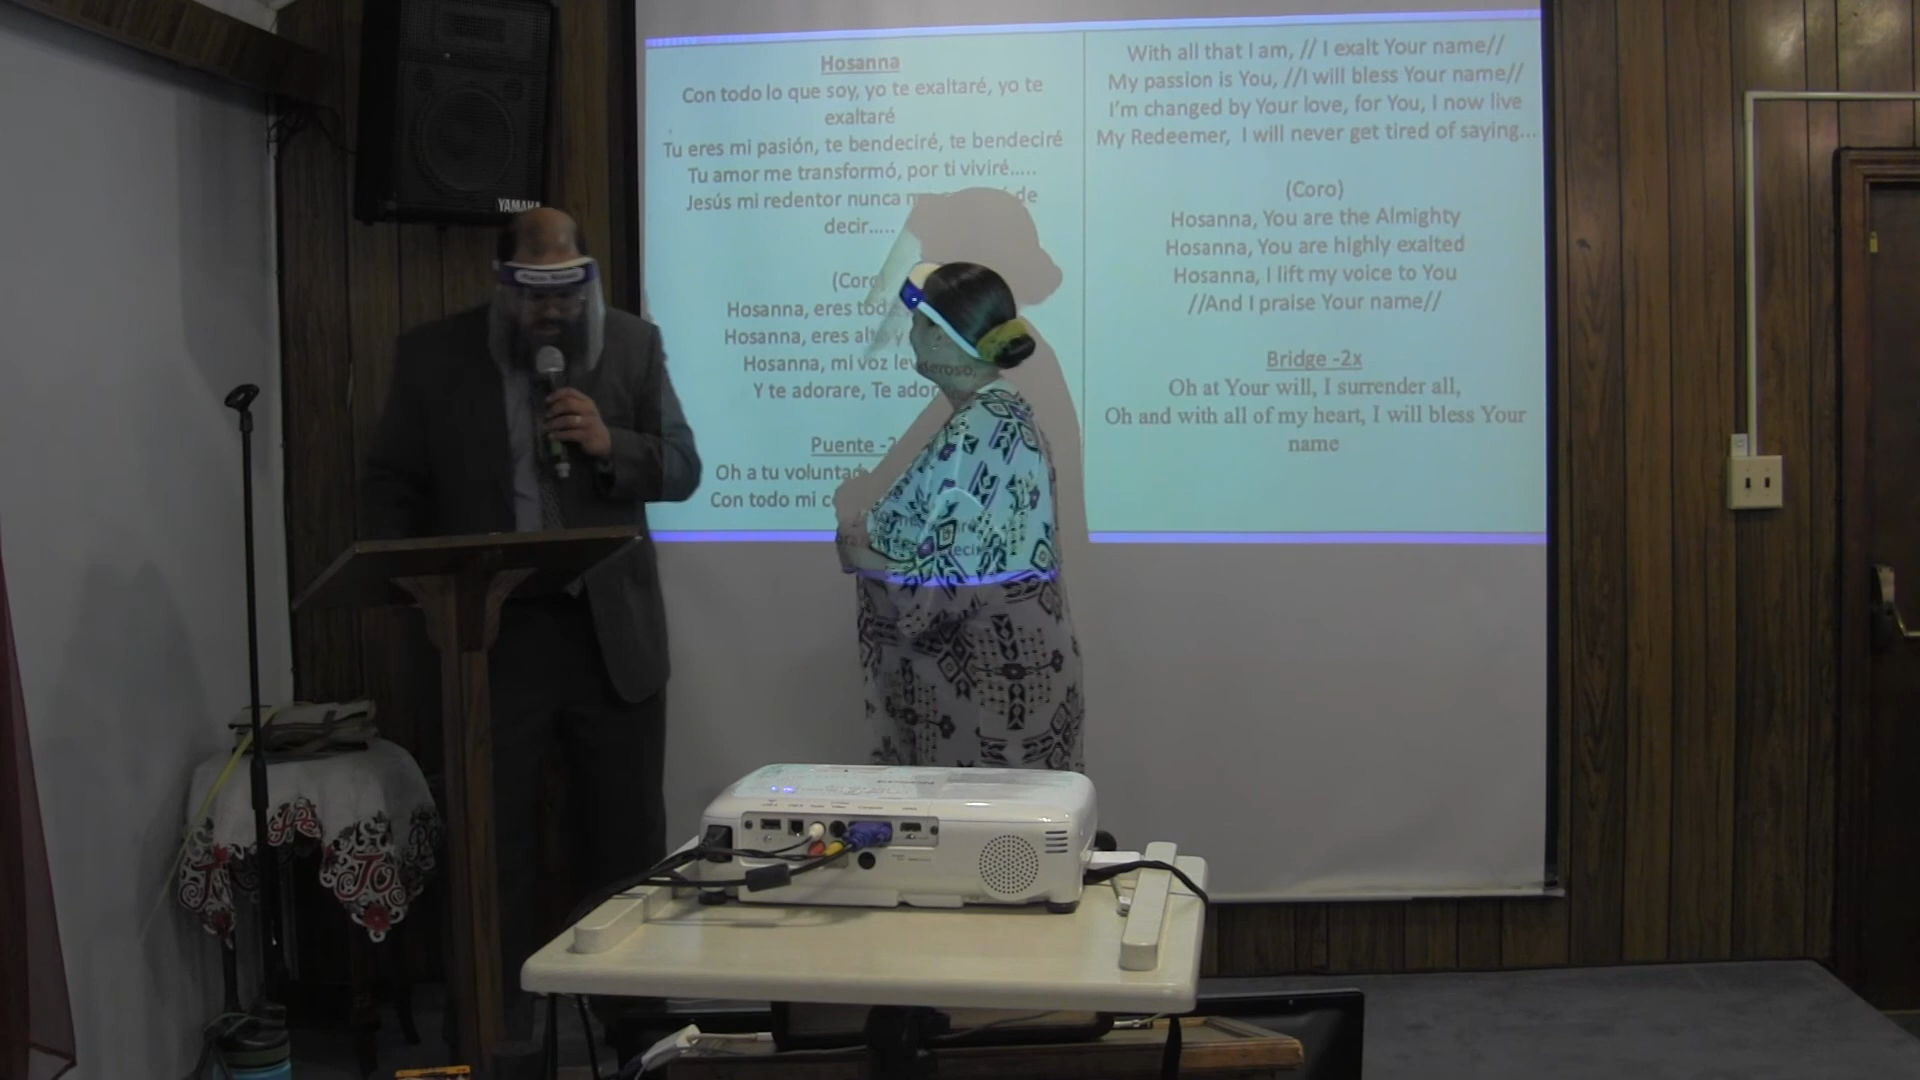 YAMAHA
Hosanna
Con todo lo que soy, yo te exaltaré, yo te
exaltaré
Tu eres mi pasión, te bendeciré, te bendeciré
Tu amor me transformó, por ti viviré.....
Jesús mi redentor nunca de
decir.....
(Coro
Hosanna, eres
Hosanna, eres
Hosanna, mi voz
Y te adorare, Te
Puente
Oh a tu voluntad
Con todo mi
With all that I am, // I exalt Your name//
My passion is You, //I will bless Your name//
I'm changed by Your love, for You, I now live
My Redeemer, I will never get tired of saying...
(Coro)
Hosanna, You are the Almighty
Hosanna, You are highly exalted
Hosanna, I lift my voice to You
//And I praise Your name//
Bridge -2x
Oh at Your will, I surrender all,
Oh and with all of my heart, I will bless Your
name